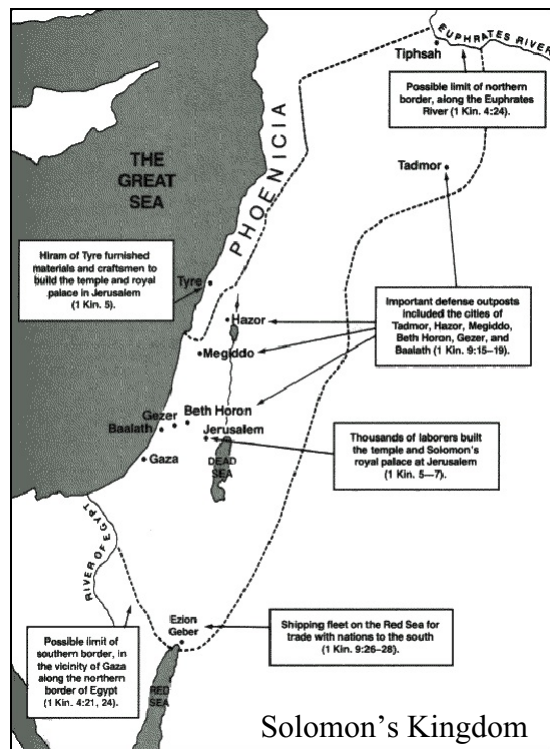 EUPHRATES RIVER
Tiphsah
Possible limit of northern
border, along the Euphrates
River (1 Kin. 4:24).
PHOENICIA
THE
GREAT
SEA
Tadmor
Hiram of Tyre furnished
materials and craftsmen to
build the temple and royal
palace in Jerusalem
(1 Kin. 5).
Tyre
Important defense outposts
included the cities of
Tadmor, Hazor, Megiddo,
Beth Horon, Gezer, and
Baalath (1 Kin. 9:15–19).
Hazor
Megiddo
Gezer
Beth Horon
Baalath
Jerusalem
Thousands of laborers built
the temple and Solomon's
royal palace at Jerusalem
(1 Kin. 5—7).
Gaza
DEAD
SEA
RIVER OF EGYPT
Ezion
Geber
Shipping fleet on the Red Sea for
trade with nations to the south
(1 Kin. 9:26–28).
Possible limit of
southern border, in
the vicinity of Gaza
along the northern
border of Egypt
(1 Kin. 4:21, 24).
RED
SEA
Solomon's Kingdom